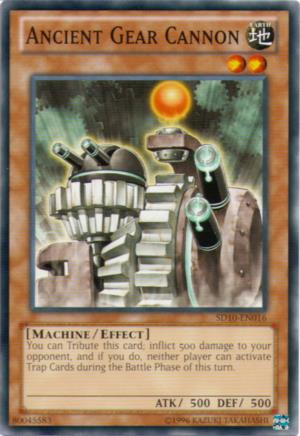 ANCIENT GEAR CANNON
EARTH
地
SD10-EN016
[MACHINE/EFFECT]
You can Tribute this card; inflict 500 damage to your
opponent, and if you do, neither player can activate
Trap Cards during the Battle Phase of this turn.
ATK/ 500 DEF/ 500
80045583
©1996 KAZUKI TAKAHASHI